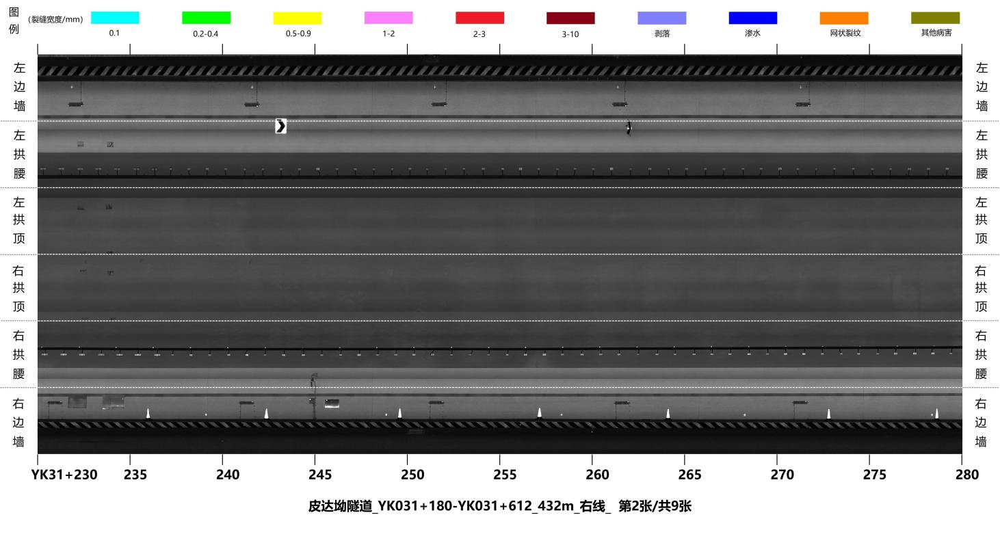 图例
(裂缝宽度/mm)
0.1
0.2-0.4
0.5-0.9
1-2
2-3
3-10
剥落
渗水
网状裂纹
其他病害
左边墙
左边墙
左拱腰
左拱腰
左拱顶
左拱顶
右拱顶
右拱顶
右拱腰
右拱腰
右边墙
右边墙
YK31+230 235 240 245 250 255 260 265 270 275 280
皮达坳隧道_YK031+180-YK031+612_432m_右线_ 第2张/共9张